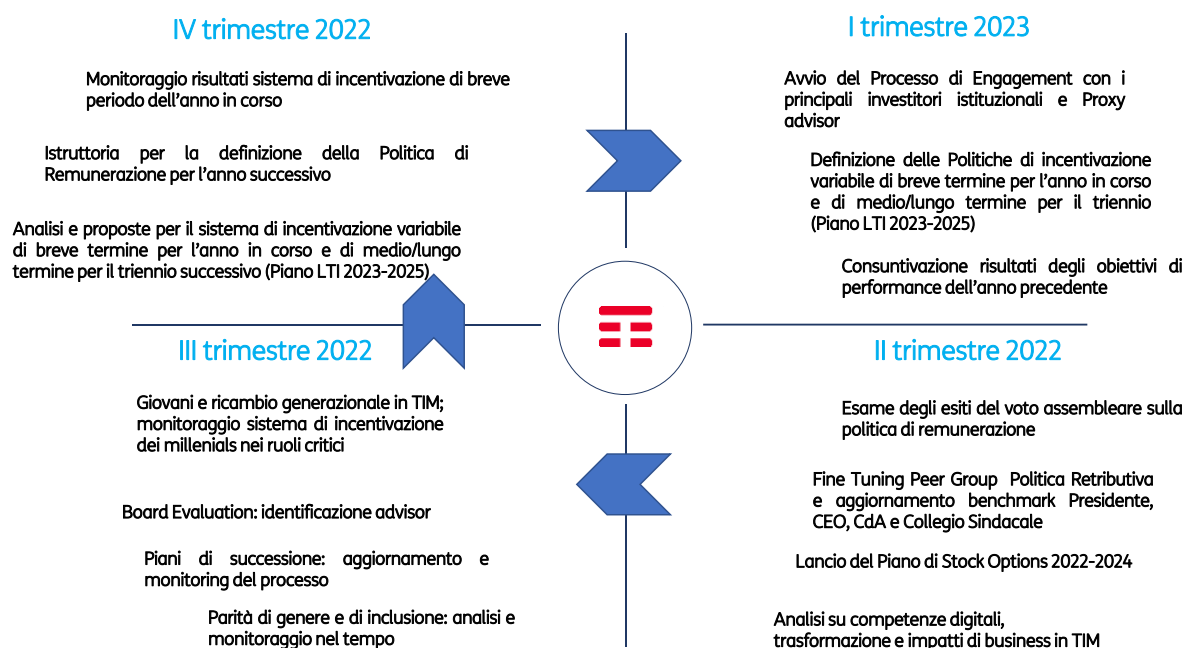 IV trimestre 2022
Monitoraggio risultati sistema di incentivazione di breve
periodo dell'anno in corso
Istruttoria per la definizione della Politica di
Remunerazione per l'anno successivo
Analisi e proposte per il sistema di incentivazione variabile
di breve termine per l'anno in corso e di medio/lungo
termine per il triennio successivo (Piano LTI 2023-2025)
I trimestre 2023
Avvio del Processo di Engagement con i
principali investitori istituzionali e Proxy
advisor
Definizione delle Politiche di incentivazione
variabile di breve termine per l'anno in corso
e di medio/lungo termine per il triennio
(Piano LTI 2023-2025)
Consuntivazione risultati degli obiettivi di
performance dell'anno precedente
III trimestre 2022
Giovani e ricambio generazionale in TIM;
monitoraggio sistema di incentivazione
dei millenials nei ruoli critici
Board Evaluation: identificazione advisor
Piani di successione: aggiornamento e
monitoring del processo
Parità di genere e di inclusione: analisi e
monitoraggio nel tempo
II trimestre 2022
Esame degli esiti del voto assembleare sulla
politica di remunerazione
Fine Tuning Peer Group Politica Retributiva
e aggiornamento benchmark Presidente,
CEO, CdA e Collegio Sindacale
Lancio del Piano di Stock Options 2022-2024
Analisi su competenze digitali,
trasformazione e impatti di business in TIM